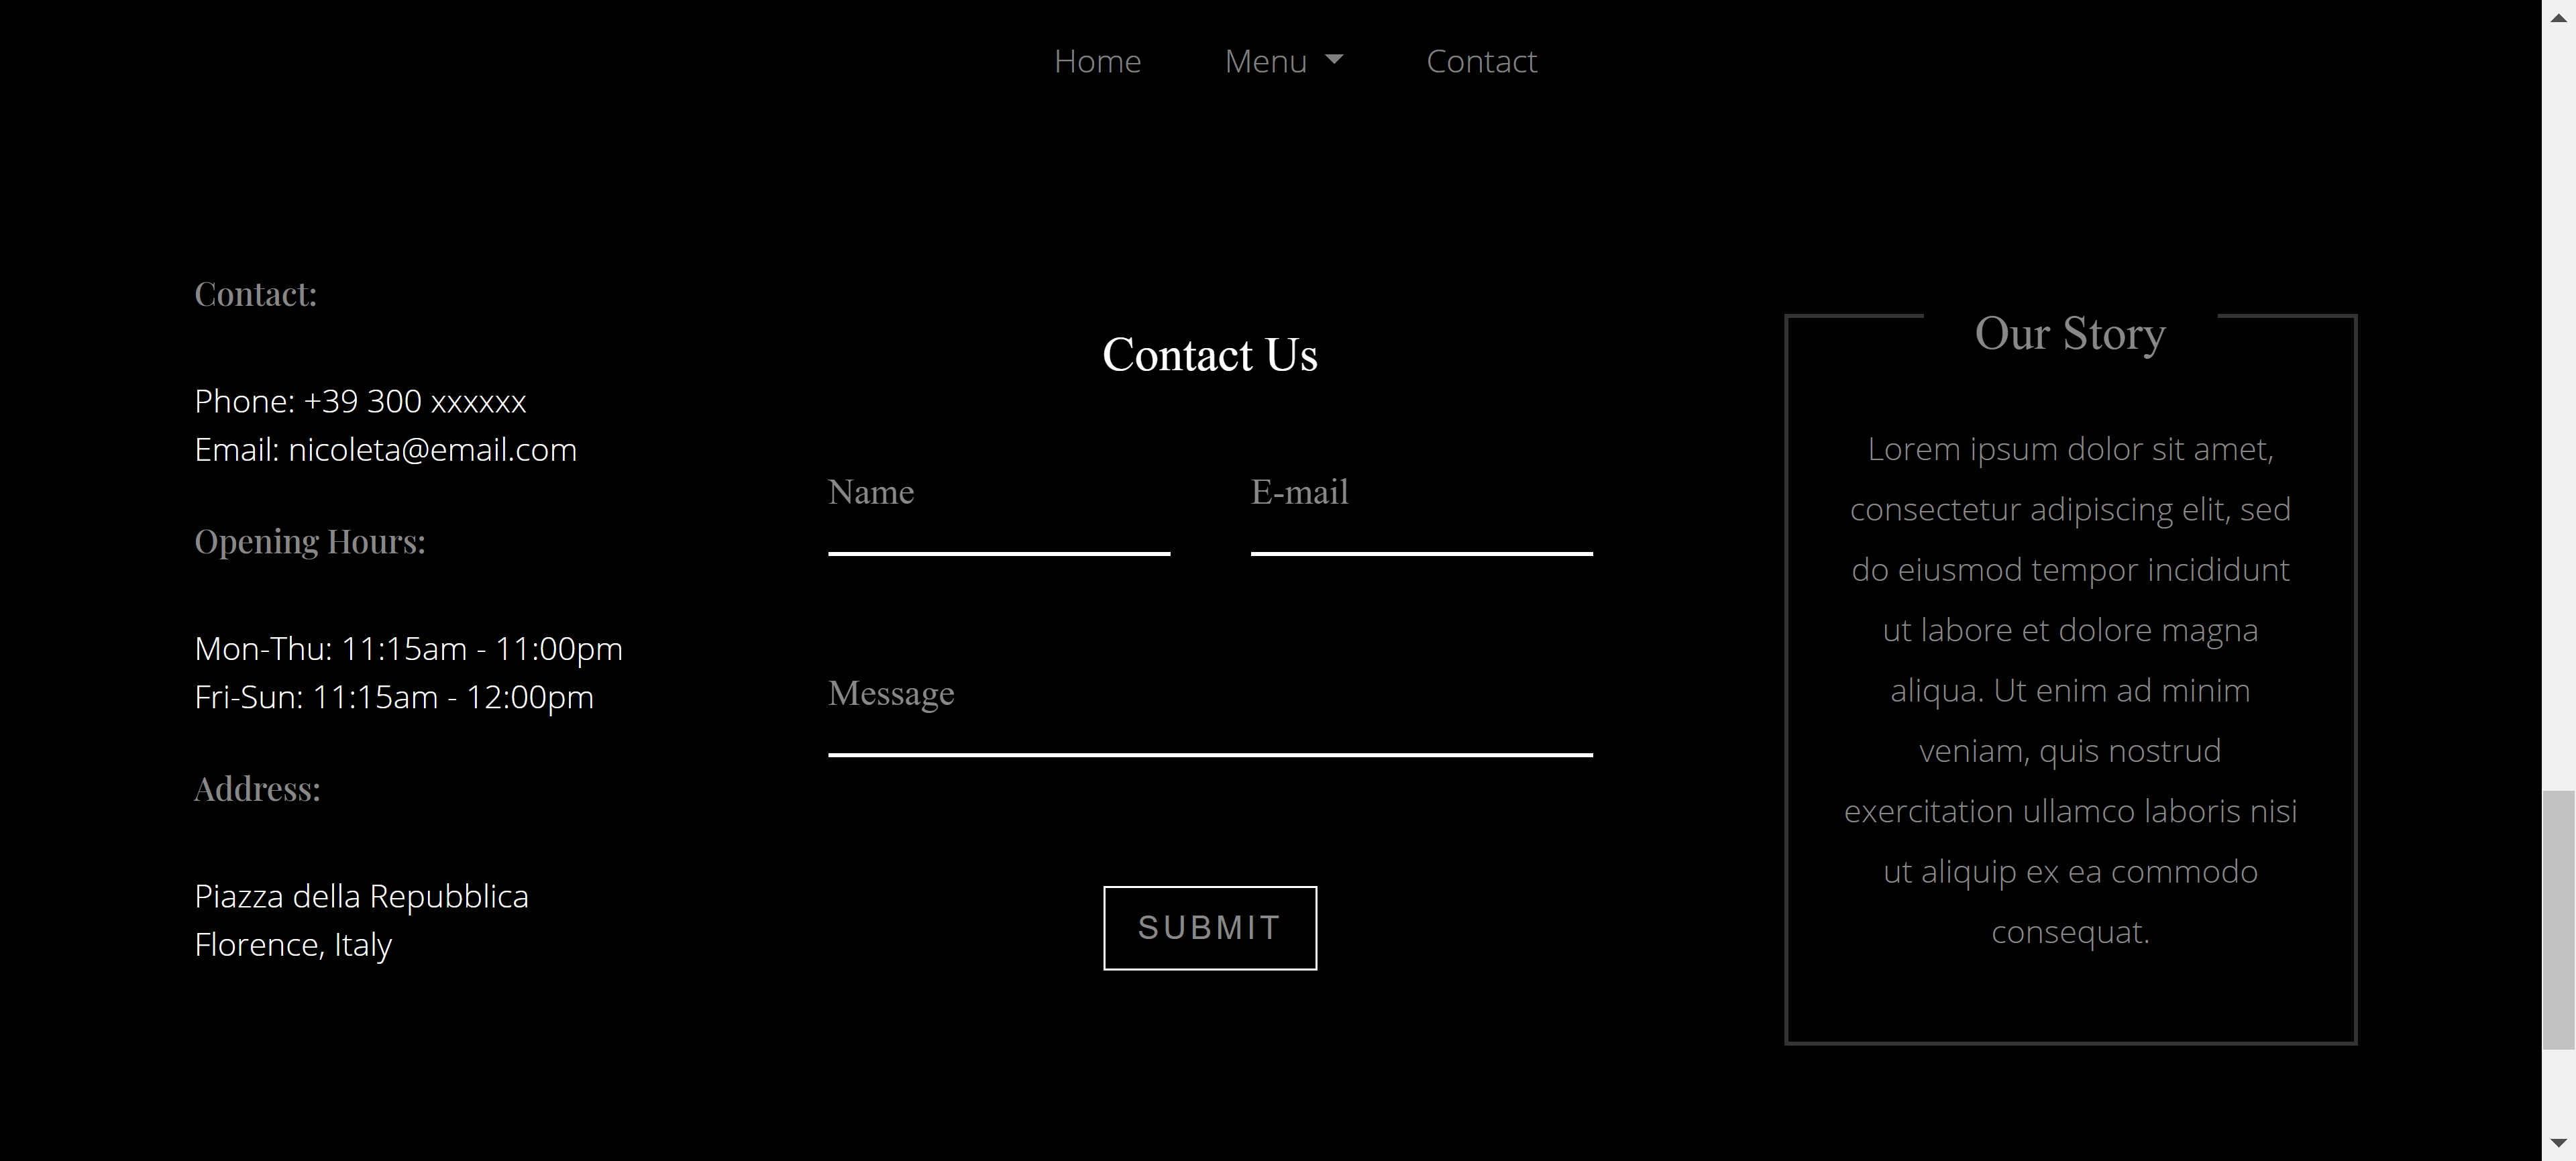 Home Menu Contact
Contact:
Phone: +39 300 xxxxxx
Email: nicoleta@email.com
Opening Hours:
Mon-Thu: 11:15am - 11:00pm
Fri-Sun: 11:15am - 12:00pm
Address:
Piazza della Repubblica
Florence, Italy
Contact Us
Name
E-mail
Message
SUBMIT
Our Story
Lorem ipsum dolor sit amet,
consectetur adipiscing elit, sed
do eiusmod tempor incididunt
ut labore et dolore magna
aliqua. Ut enim ad minim
veniam, quis nostrud
exercitation ullamco laboris nisi
ut aliquip ex ea commodo
consequat.